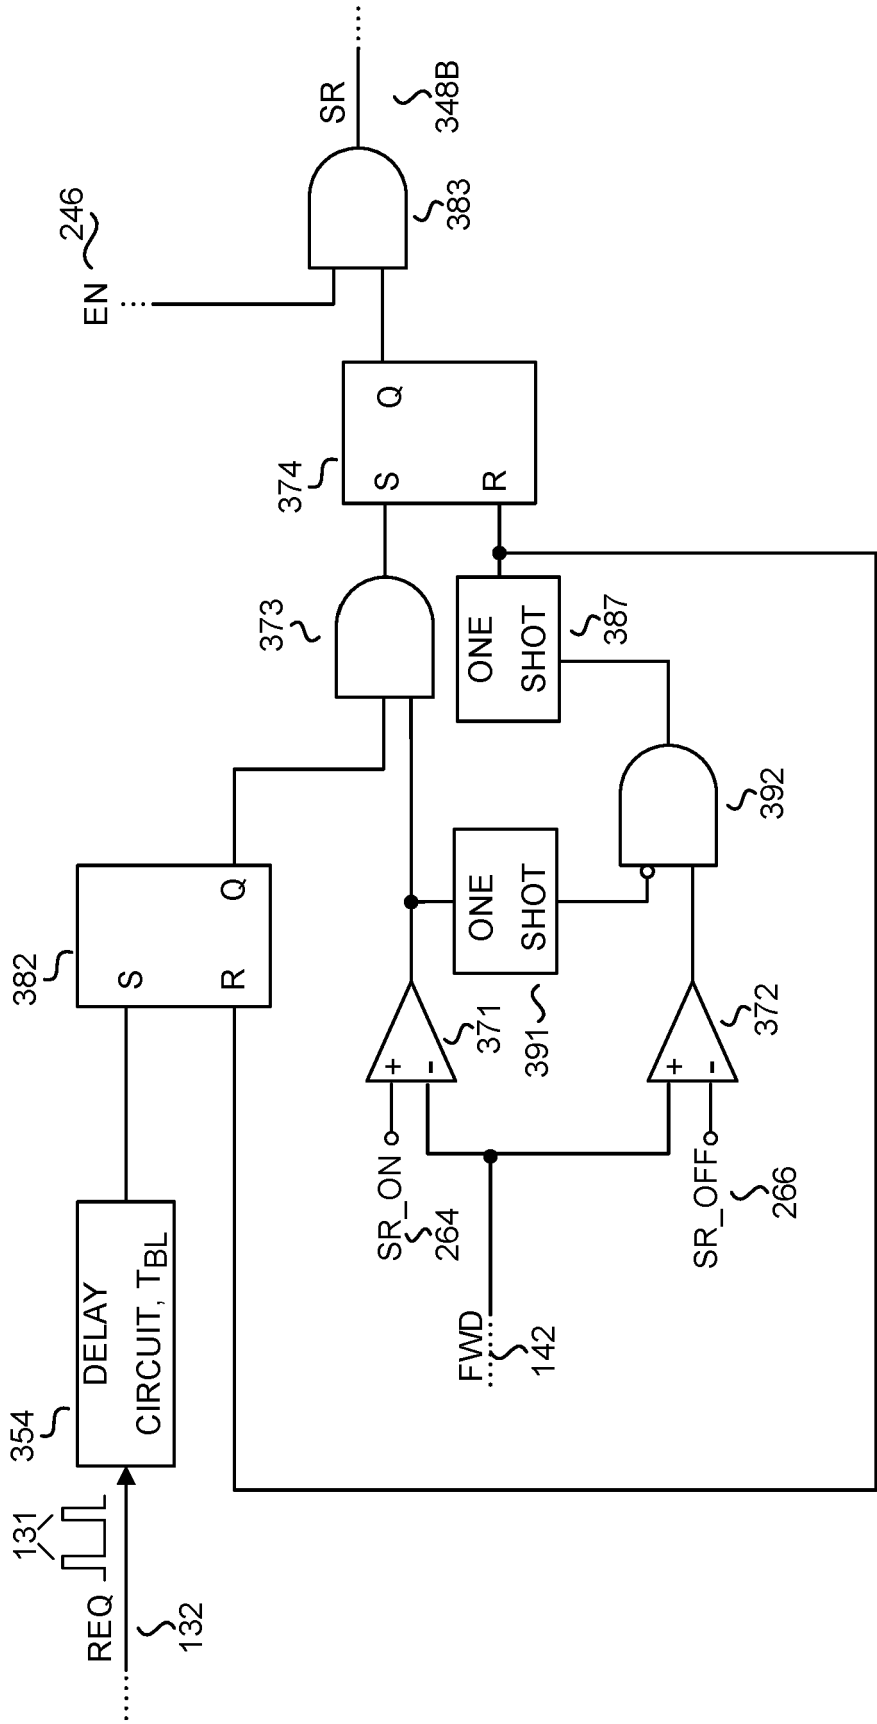 131
REQ
132
354
DELAY
CIRCUIT, TBL
382
S
R
Q
373
374
S
R
Q
EN
246
SR
348B
383
FWD
142
SR_ON
264
+
-
371
391
ONE
SHOT
ONE
SHOT
387
SR_OFF
266
+
-
372
392